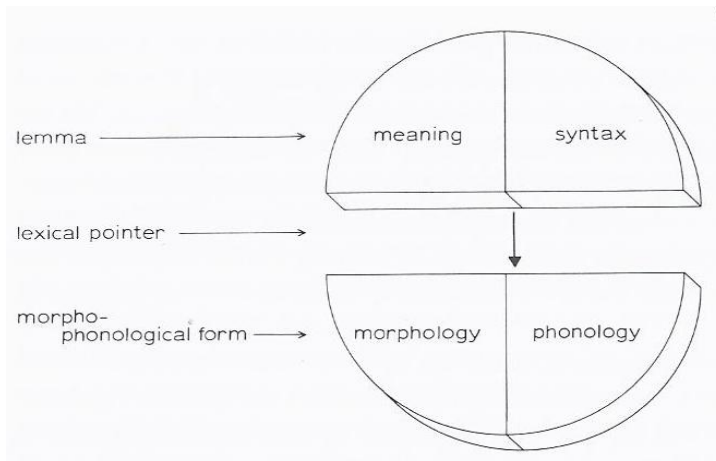 lemma
meaning
syntax
lexical pointer
morpho-
phonological form
morphology
phonology